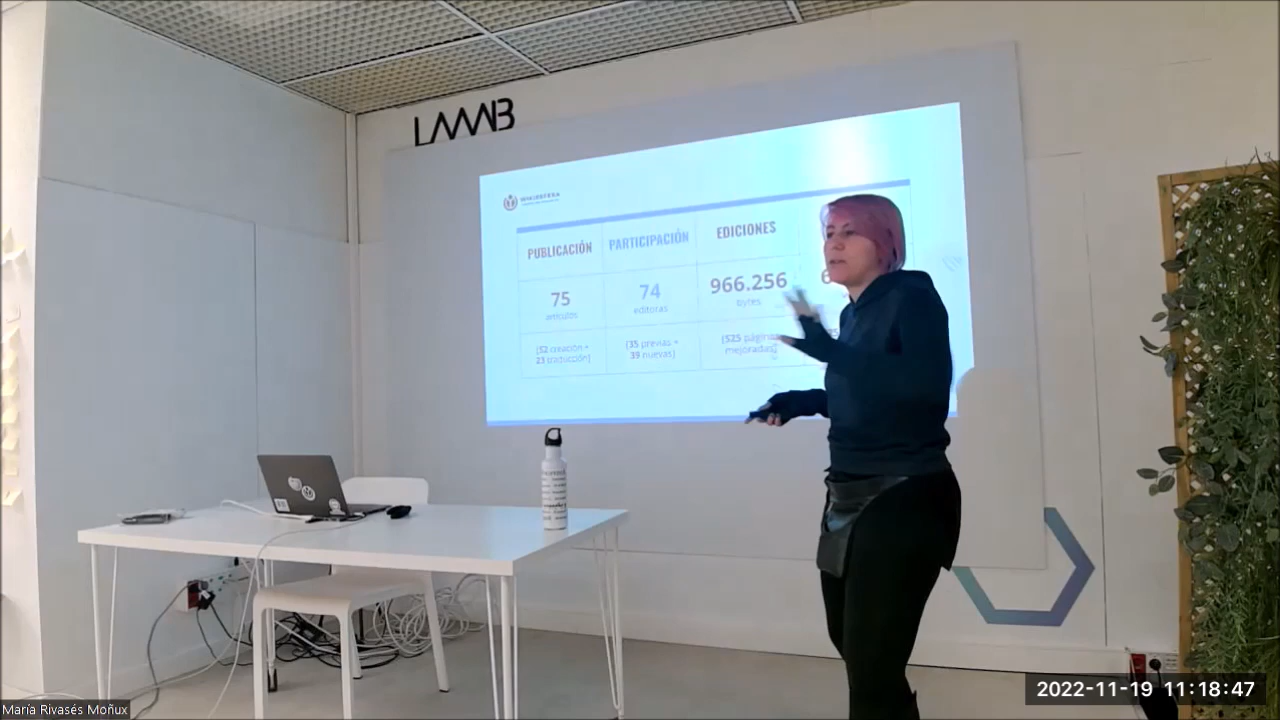 LAAAB
WIKIESFERA
PUBLICACIÓN
PARTICIPACIÓN
EDICIONES
75
artículos
74
editoras
966.256
bytes
6
(52 creación +
23 traducción)
(35 previas +
39 nuevas)
(525 páginas
mejoradas)
María Rivasés Moñux
2022-11-19 11:18:47